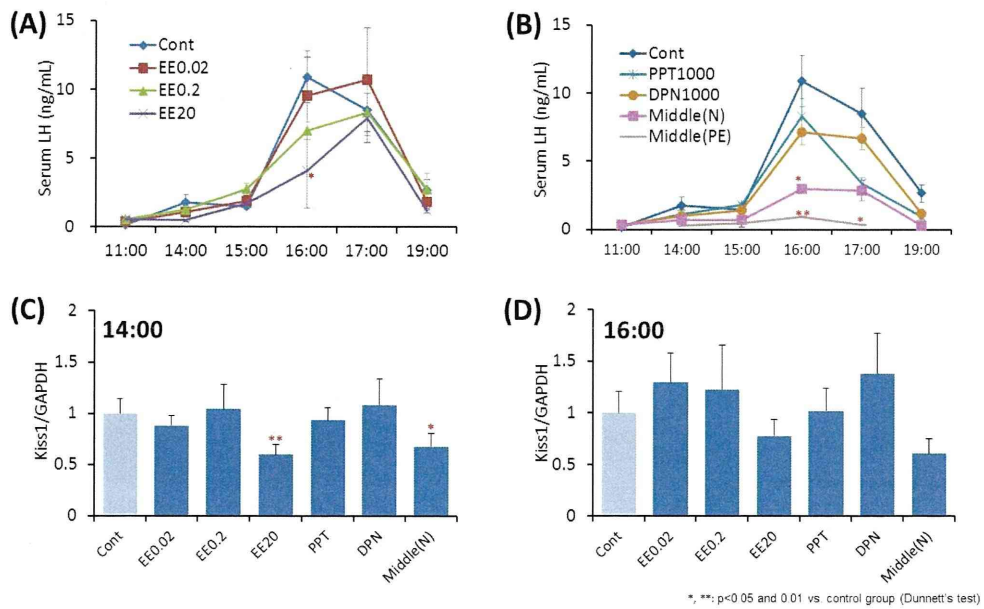 (A)
Serum LH (ng/mL)
15
10
5
0
Cont
EE0.02
EE0.2
EE20
*
11:00 14:00 15:00 16:00 17:00 19:00
(B)
Serum LH (ng/mL)
15
10
5
0
Cont
PPT1000
DPN1000
Middle(N)
Middle(PE)
*
**
*
11:00 14:00 15:00 16:00 17:00 19:00
(C)
14:00
Kiss1/GAPDH
2
1.5
1
0.5
0
**
*
Cont EE0.02 EE0.2 EE20 PPT DPN Middle(N)
(D)
16:00
Kiss1/GAPDH
2
1.5
1
0.5
0
Cont EE0.02 EE0.2 EE20 PPT DPN Middle(N)
*, **: p<0.05 and 0.01 vs. control group (Dunnett's test)